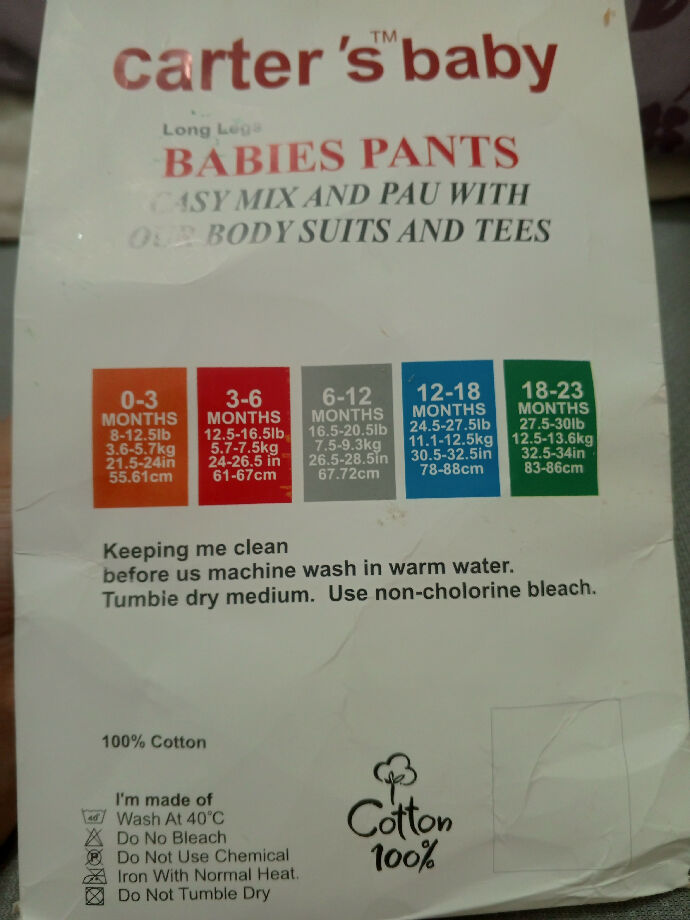 carter's™baby
Long Legs
BABIES PANTS
EASY MIX AND PAU WITH
OUR BODY SUITS AND TEES
0-3
MONTHS
8-12.5lb
3.6-5.7kg
21.5-24in
55.61cm
3-6
MONTHS
12.5-16.5lb
5.7-7.5kg
24-26.5 in
61-67cm
6-12
MONTHS
16.5-20.5lb
7.5-9.3kg
26.5-28.5in
67.72cm
12-18
MONTHS
24.5-27.5lb
11.1-12.5kg
30.5-32.5in
78-88cm
18-23
MONTHS
27.5-30lb
12.5-13.6kg
32.5-34in
83-86cm
Keeping me clean
before us machine wash in warm water.
Tumbie dry medium. Use non-cholorine bleach.
100% Cotton
I'm made of
40° Wash At 40°C
Do No Bleach
P Do Not Use Chemical
Iron With Normal Heat.
Do Not Tumble Dry
Cotton
100%